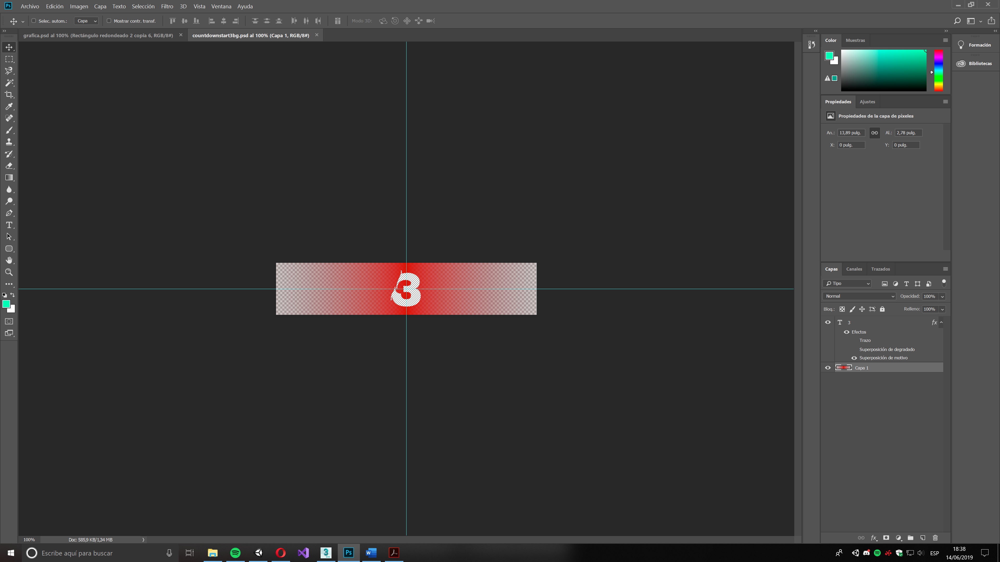 Ps Archivo Edición Imagen Capa Texto Selección Filtro 3D Vista Ventana Ayuda
Selec. autom.: Capa Mostrar contr. transf. Modo 3D:
grafica.psd al 100% (Rectángulo redondeado 2 copia 6, RGB/8#) countdownstart3bg.psd al 100% (Capa 1, RGB/8#)
Color Muestras
Formación
Bibliotecas
Propiedades Ajustes
Propiedades de la capa de píxeles
An.: 13,89 pulg. Al.: 2,78 pulg.
X: 0 pulg. Y: 0 pulg.
3
Capas Canales Trazados
Tipo
Normal Opacidad: 100%
Bloq.: Relleno: 100%
T 3 fx
Efectos
Trazo
Superposición de degradado
Superposición de motivo
Capa 1
fx
100% Doc: 585,9 KB/1,34 MB
Escribe aquí para buscar
3
MAX
Ps
W
ESP
18:38
14/06/2019